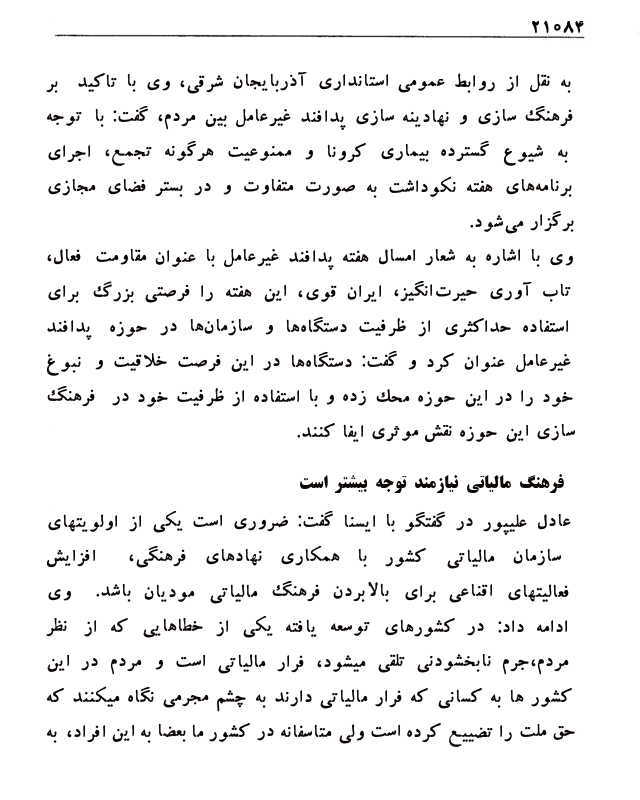 ۲۱۰۸۴
به نقل از روابط عمومی استانداری آذربایجان شرقی، وی با تاکید بر
فرهنگ سازی و نهادینه سازی پدافند غیرعامل بین مردم، گفت: با توجه
به شیوع گسترده بیماری کرونا و ممنوعیت هرگونه تجمع، اجرای
برنامه‌های هفته نکوداشت به صورت متفاوت و در بستر فضای مجازی
برگزار می‌شود.
وی با اشاره به شعار امسال هفته پدافند غیرعامل با عنوان مقاومت فعال،
تاب آوری حیرت‌انگیز، ایران قوی، این هفته را فرصتی بزرگ برای
استفاده حداکثری از ظرفیت دستگاه‌ها و سازمان‌ها در حوزه پدافند
غیرعامل عنوان کرد و گفت: دستگاه‌ها در این فرصت خلاقیت و نبوغ
خود را در این حوزه محک زده و با استفاده از ظرفیت خود در فرهنگ
سازی این حوزه نقش موثری ایفا کنند.
فرهنگ مالیاتی نیازمند توجه بیشتر است
عادل علیپور در گفتگو با ایسنا گفت: ضروری است یکی از اولویتهای
سازمان مالیاتی کشور با همکاری نهادهای فرهنگی، افزایش
فعالیتهای اقناعی برای بالابردن فرهنگ مالیاتی مودیان باشد. وی
ادامه داد: در کشورهای توسعه یافته یکی از خطاهایی که از نظر
مردم،جرم نابخشودنی تلقی میشود، فرار مالیاتی است و مردم در این
کشور ها به کسانی که فرار مالیاتی دارند به چشم مجرمی نگاه میکنند که
حق ملت را تضییع کرده است ولی متاسفانه در کشور ما بعضا به این افراد، به